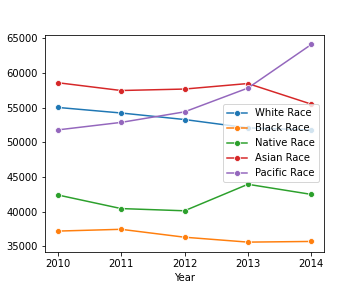 65000
60000
55000
50000
45000
40000
35000
White Race
Black Race
Native Race
Asian Race
Pacific Race
2010 2011 2012 2013 2014
Year